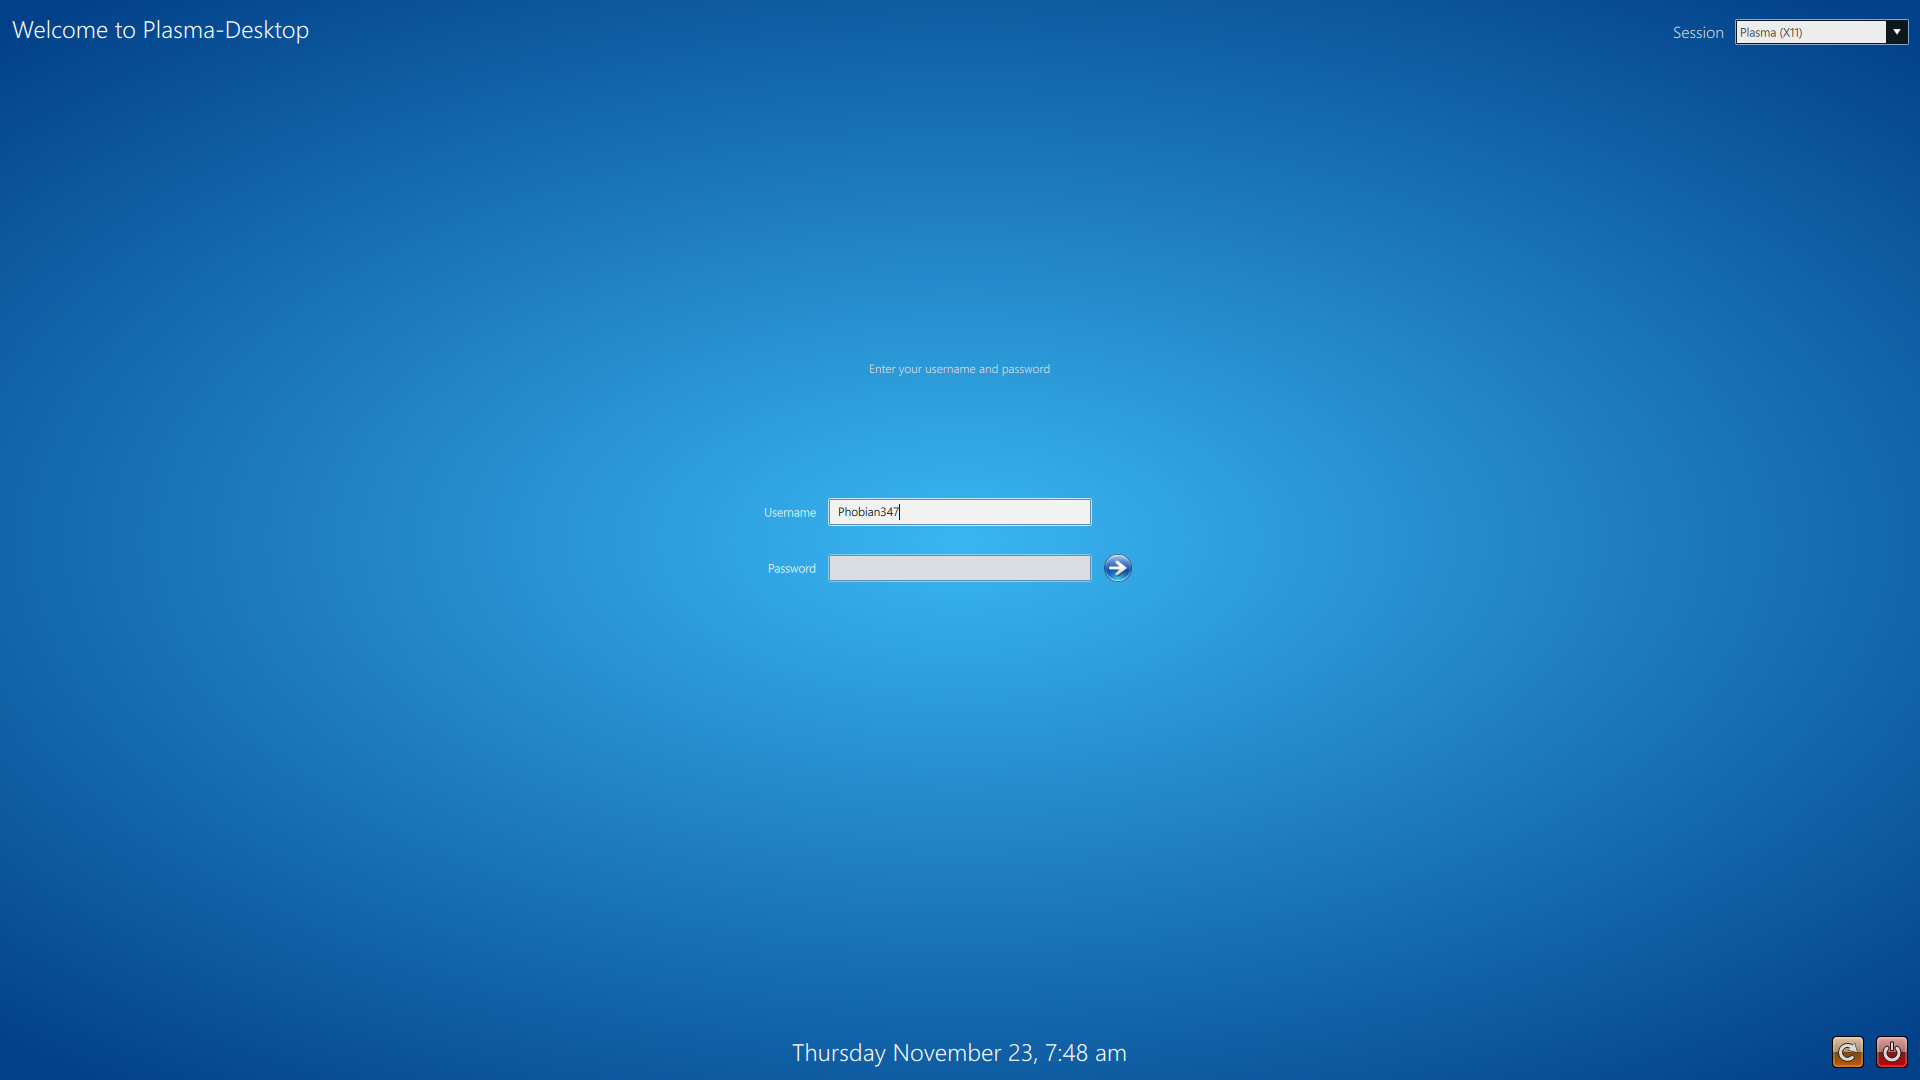 Welcome to Plasma-Desktop
Session Plasma (X11)
Enter your username and password
Username Phobian347
Password
Thursday November 23, 7:48 am